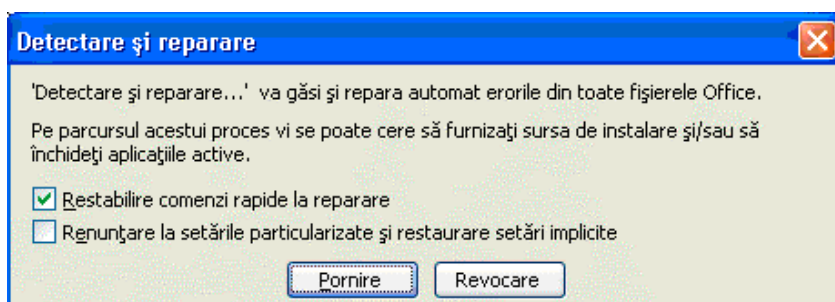 Detectare şi reparare
'Detectare şi reparare...' va găsi şi repara automat erorile din toate fişierele Office.
Pe parcursul acestui proces vi se poate cere să furnizaţi sursa de instalare şi/sau să
închideţi aplicaţiile active.
Restabilire comenzi rapide la reparare
Renunţare la setările particularizate şi restaurare setări implicite
Pornire Revocare